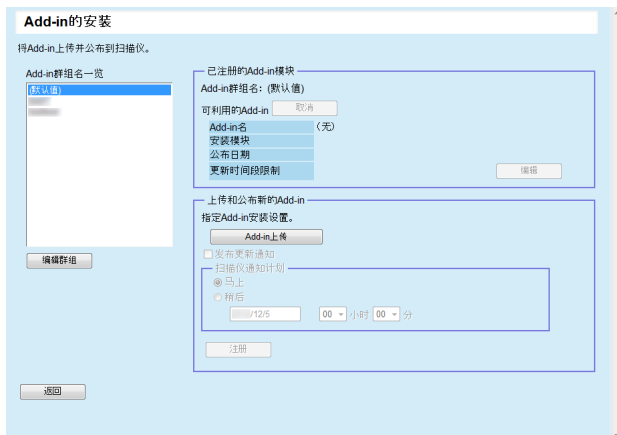 Add-in的安装
将Add-in上传并公布到扫描仪。
Add-in群组名一览
(默认值)
编辑群组
已注册的Add-in模块
Add-in群组名： (默认值)
可利用的Add-in 取消
Add-in名 （无）
安装模块
公布日期
更新时间段限制
编辑
上传和公布新的Add-in
指定Add-in安装设置。
Add-in上传
发布更新通知
扫描仪通知计划
马上
稍后
/12/5 00 小时 00 分
注册
返回